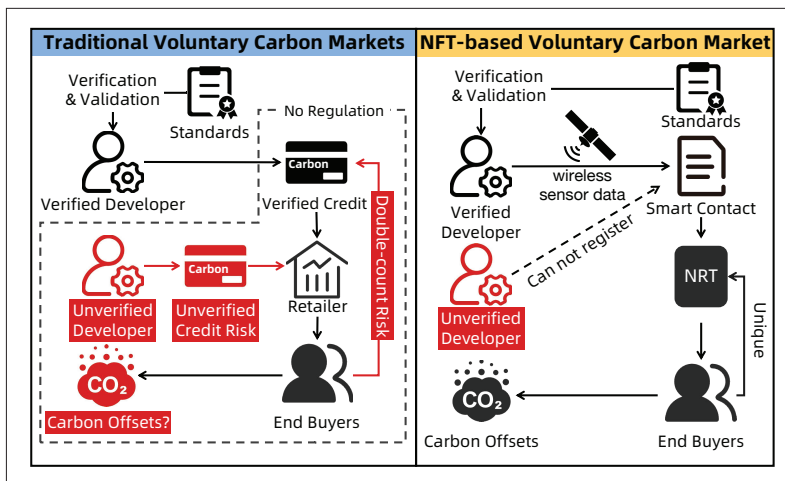 Traditional Voluntary Carbon Markets
Verification
& Validation
Standards
No Regulation
Verified Developer
Carbon
Verified Credit
Double-count Risk
Unverified
Developer
Carbon
Unverified
Credit Risk
Retailer
CO₂
Carbon Offsets?
End Buyers
NFT-based Voluntary Carbon Market
Verification
& Validation
Standards
wireless
sensor data
Verified
Developer
Smart Contact
Can not register
Unverified
Developer
NRT
Unique
CO₂
Carbon Offsets
End Buyers